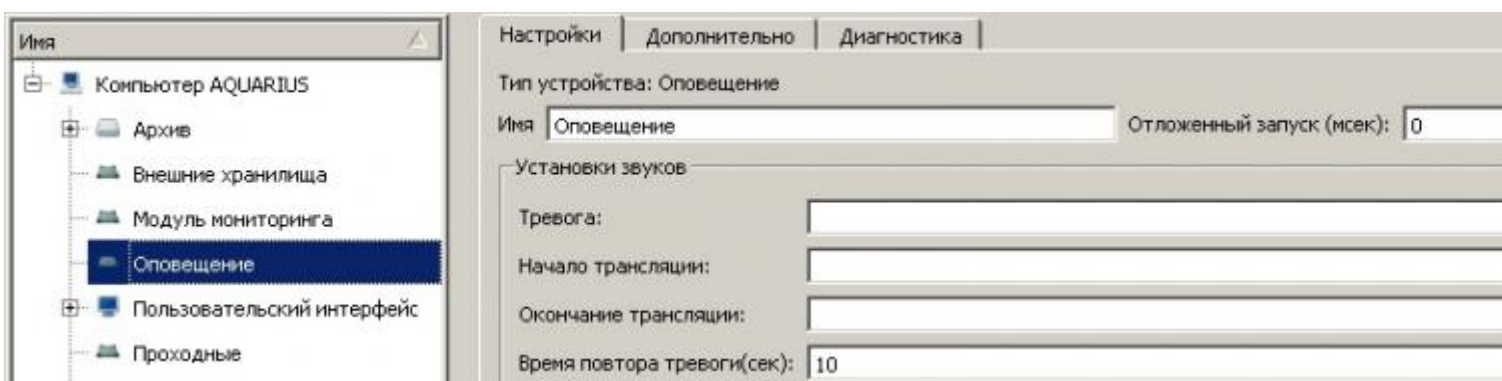 Имя
Компьютер AQUARIUS
Архив
Внешние хранилища
Модуль мониторинга
Оповещение
Пользовательский интерфейс
Проходные
Настройки Дополнительно Диагностика
Тип устройства: Оповещение
Имя Оповещение Отложенный запуск (мсек): 0
Установки звуков
Тревога:
Начало трансляции:
Окончание трансляции:
Время повтора тревоги(сек): 10